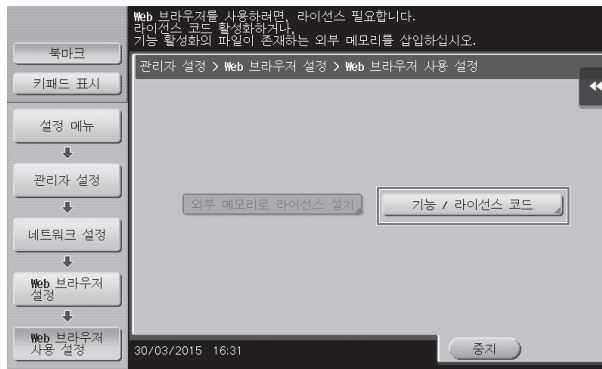 Web 브라우저를 사용하려면, 라이선스 필요합니다.
라이선스 코드 활성화하거나,
기능 활성화의 파일이 존재하는 외부 메모리를 삽입하십시오.
북마크
키패드 표시
설정 메뉴
관리자 설정
네트워크 설정
Web 브라우저
설정
Web 브라우저
사용 설정
관리자 설정 > Web 브라우저 설정 > Web 브라우저 사용 설정
외부 메모리로 라이선스 설치
기능 / 라이선스 코드
30/03/2015 16:31
중지